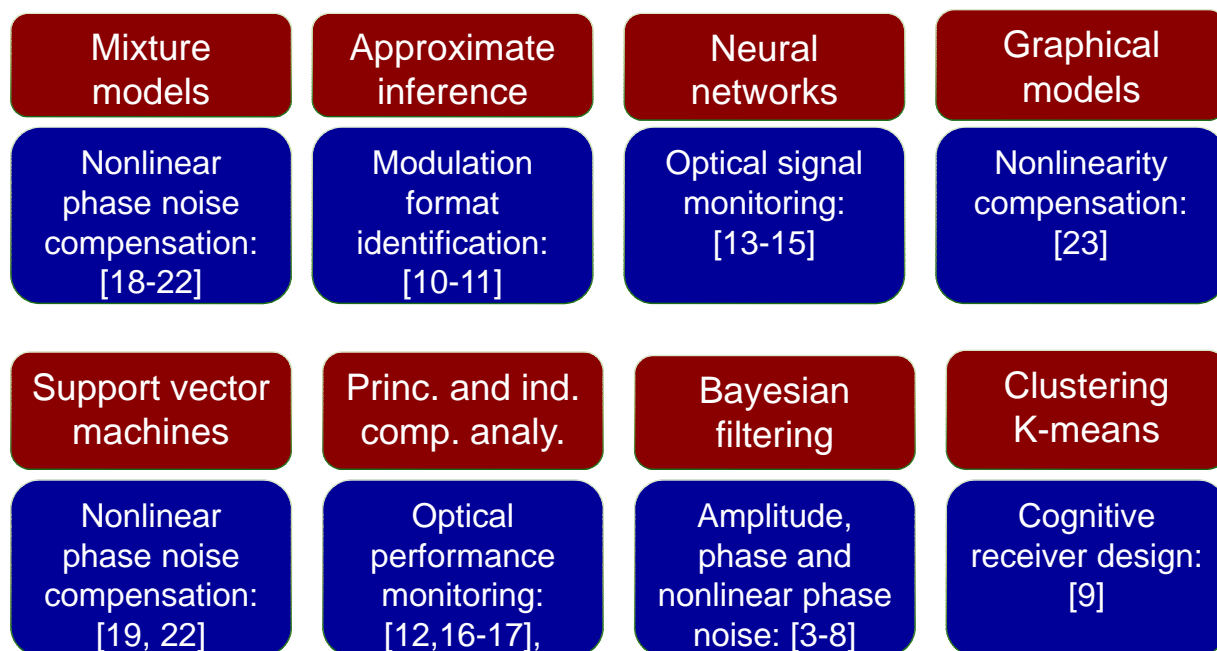 Mixture
models
Nonlinear
phase noise
compensation:
[18-22]
Approximate
inference
Modulation
format
identification:
[10-11]
Neural
networks
Optical signal
monitoring:
[13-15]
Graphical
models
Nonlinearity
compensation:
[23]
Support vector
machines
Nonlinear
phase noise
compensation:
[19, 22]
Princ. and ind.
comp. analy.
Optical
performance
monitoring:
[12,16-17],
Bayesian
filtering
Amplitude,
phase and
nonlinear phase
noise: [3-8]
Clustering
K-means
Cognitive
receiver design:
[9]